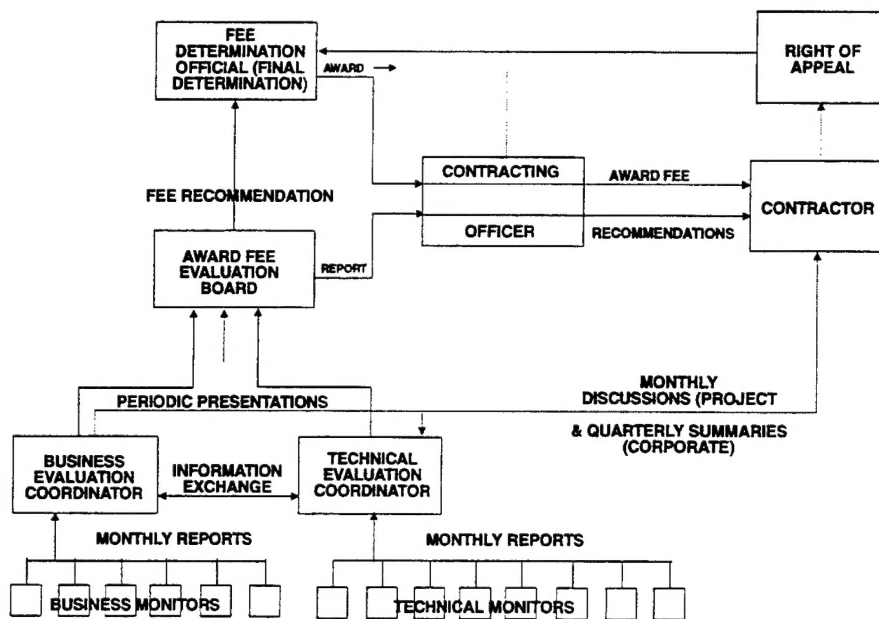 FEE
DETERMINATION
OFFICIAL (FINAL
DETERMINATION)
AWARD
RIGHT OF
APPEAL
CONTRACTING
OFFICER
AWARD FEE
RECOMMENDATIONS
CONTRACTOR
FEE RECOMMENDATION
AWARD FEE
EVALUATION
BOARD
REPORT
PERIODIC PRESENTATIONS
MONTHLY
DISCUSSIONS (PROJECT
& QUARTERLY SUMMARIES
(CORPORATE)
BUSINESS
EVALUATION
COORDINATOR
INFORMATION
EXCHANGE
TECHNICAL
EVALUATION
COORDINATOR
MONTHLY REPORTS
MONTHLY REPORTS
BUSINESS MONITORS
TECHNICAL MONITORS